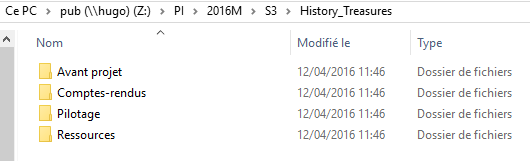 Ce PC > pub (\\hugo) (Z:) > PI > 2016M > S3 > History_Treasures
Nom Modifié le Type
Avant projet 12/04/2016 11:46 Dossier de fichiers
Comptes-rendus 12/04/2016 11:46 Dossier de fichiers
Pilotage 12/04/2016 11:46 Dossier de fichiers
Ressources 12/04/2016 11:46 Dossier de fichiers